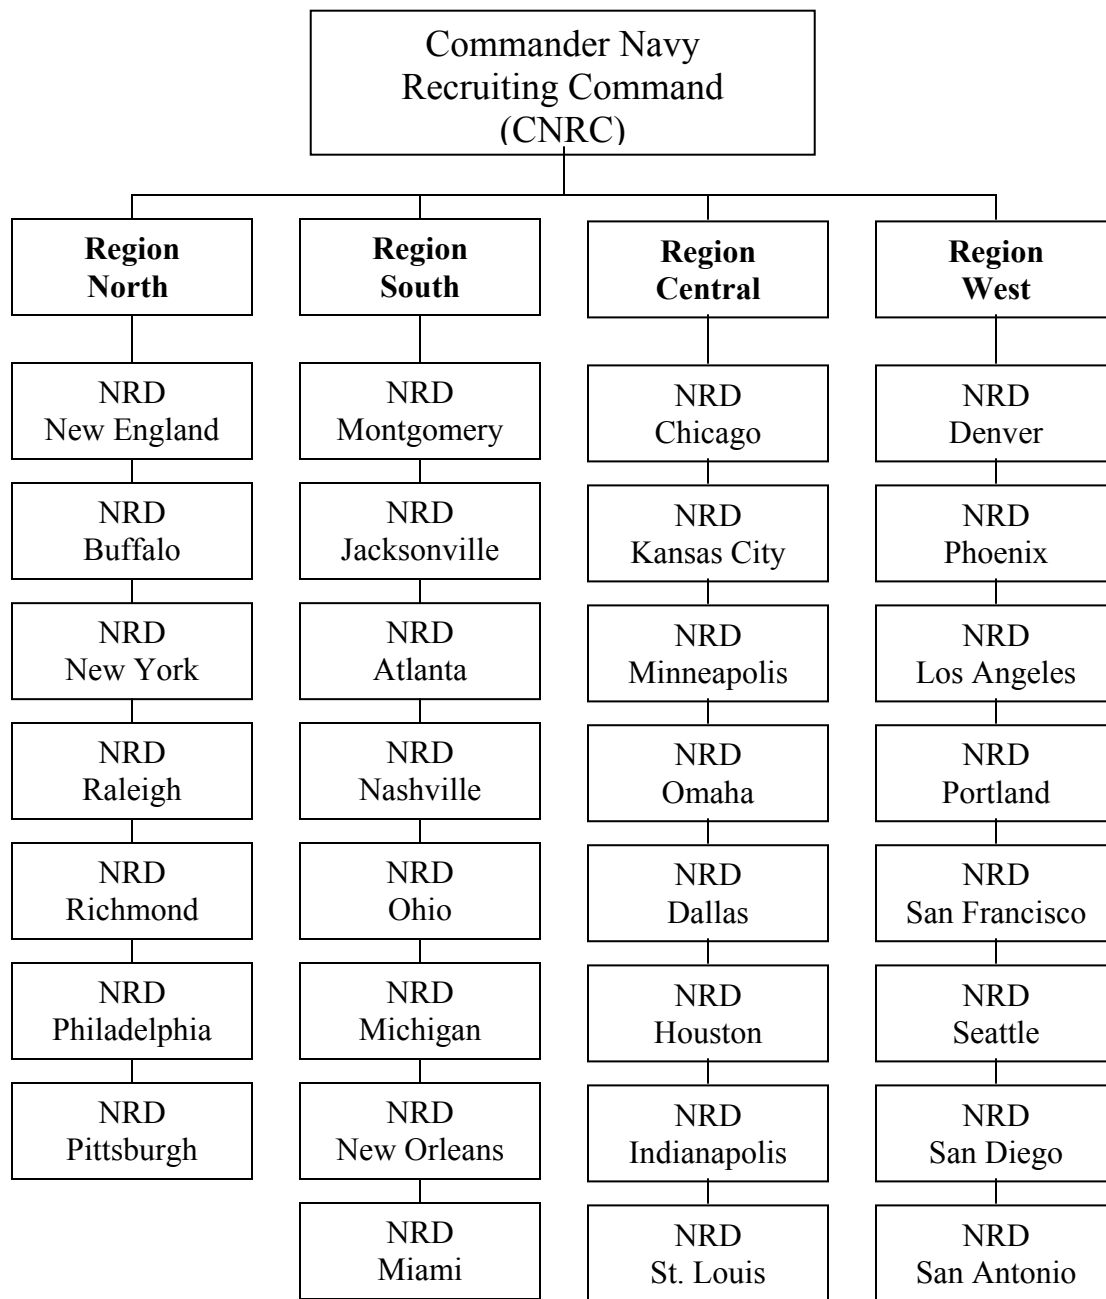 Commander Navy
Recruiting Command
(CNRC)
Region
North
Region
South
Region
Central
Region
West
NRD
New England
NRD
Montgomery
NRD
Chicago
NRD
Denver
NRD
Buffalo
NRD
Jacksonville
NRD
Kansas City
NRD
Phoenix
NRD
New York
NRD
Atlanta
NRD
Minneapolis
NRD
Los Angeles
NRD
Raleigh
NRD
Nashville
NRD
Omaha
NRD
Portland
NRD
Richmond
NRD
Ohio
NRD
Dallas
NRD
San Francisco
NRD
Philadelphia
NRD
Michigan
NRD
Houston
NRD
Seattle
NRD
Pittsburgh
NRD
New Orleans
NRD
Indianapolis
NRD
San Diego
NRD
Miami
NRD
St. Louis
NRD
San Antonio